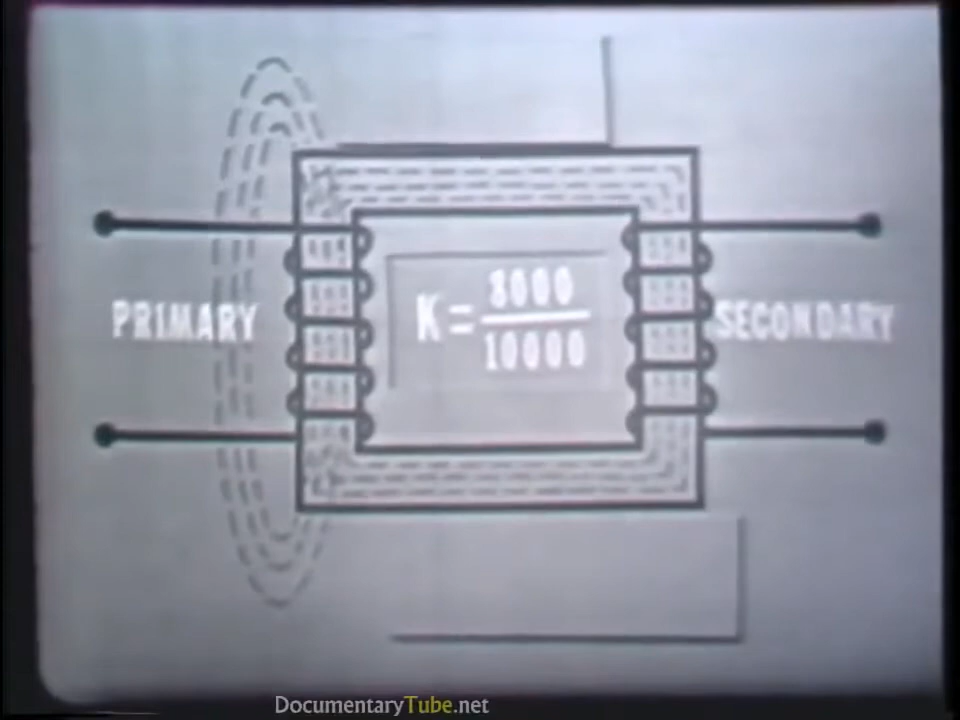 PRIMARY
K = 8000
10000
SECONDARY
DocumentaryTube.net